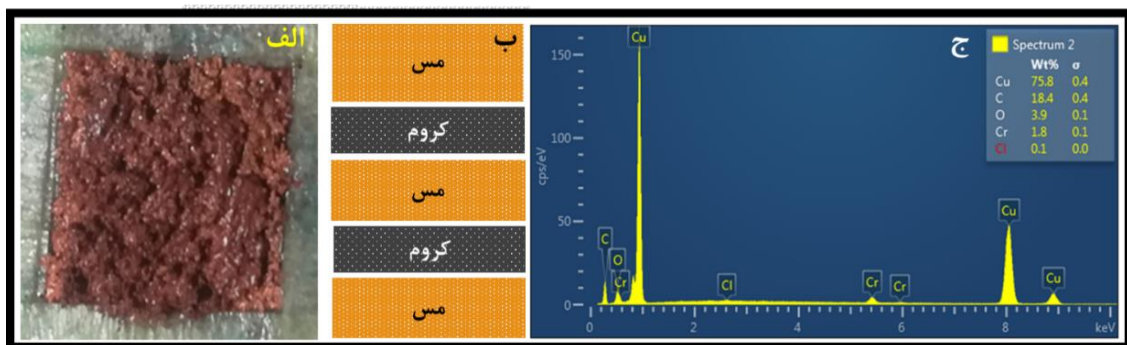 الف
ب
مس
کروم
مس
کروم
مس
ج
Spectrum 2
Wt% σ
Cu 75.8 0.4
C 18.4 0.4
O 3.9 0.1
Cr 1.8 0.1
Cl 0.1 0.0
cps/eV
150
100
50
0
C
O
Cr
Cu
Cl
Cr
Cr
Cu
Cu
0 2 4 6 8 keV